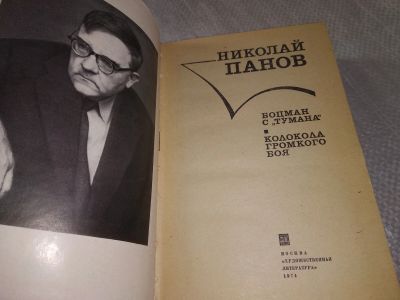 НИКОЛАЙ
ПАНОВ
БОЦМАН
С „ТУМАНА"
КОЛОКОЛА
ГРОМКОГО
БОЯ
МОСКВА
«ХУДОЖЕСТВЕННАЯ
ЛИТЕРАТУРА»
1974